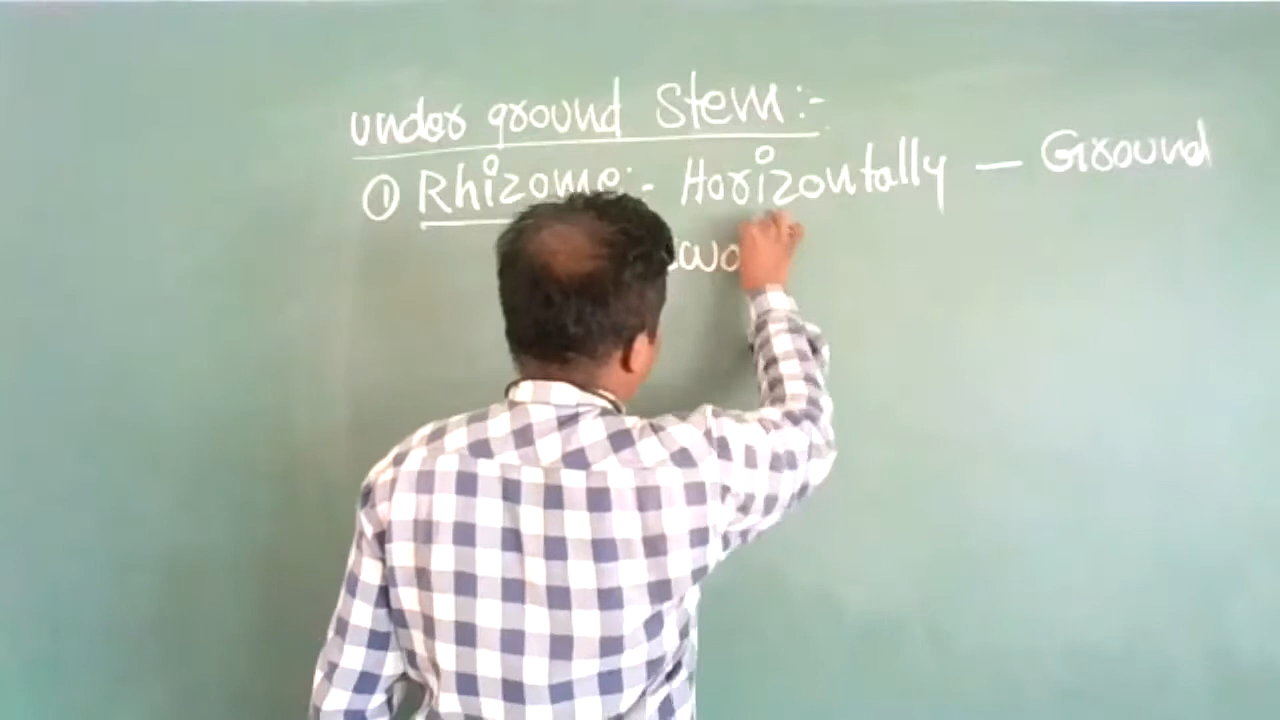 under ground Stem:-
① Rhizome:- Horizontally — Ground